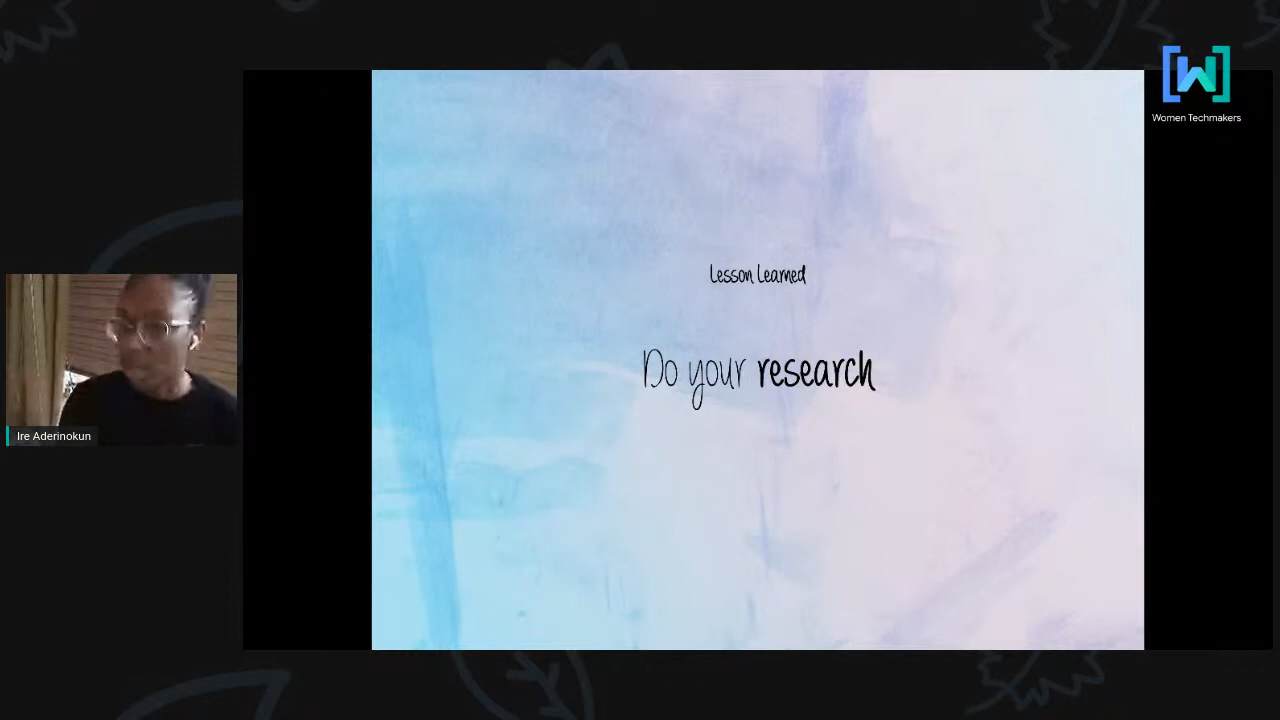 Women Techmakers
Lesson Learned
Do your research
Ire Aderinokun